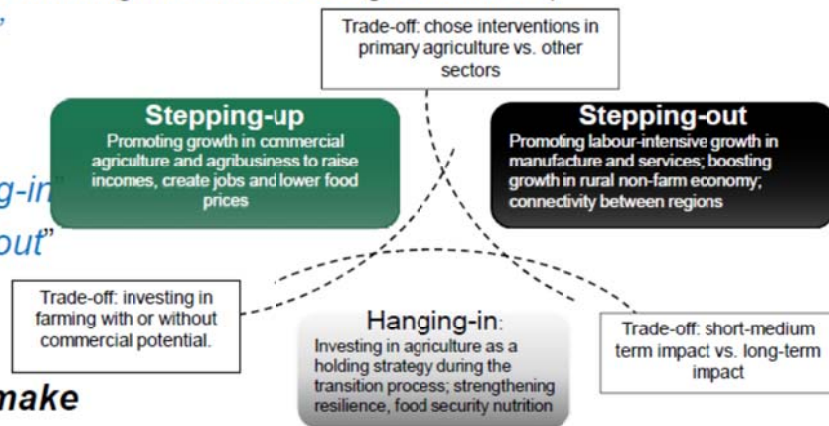 ”
Trade-off: chose interventions in
primary agriculture vs. other
sectors
Stepping-up
Promoting growth in commercial
agriculture and agribusiness to raise
incomes, create jobs and lower food
prices
Stepping-out
Promoting labour-intensive growth in
manufacture and services; boosting
growth in rural non-farm economy;
connectivity between regions
g-in”
out”
Trade-off: investing in
farming with or without
commercial potential.
Hanging-in:
Investing in agriculture as a
holding strategy during the
transition process; strengthening
resilience, food security nutrition
Trade-off: short-medium
term impact vs. long-term
impact
make